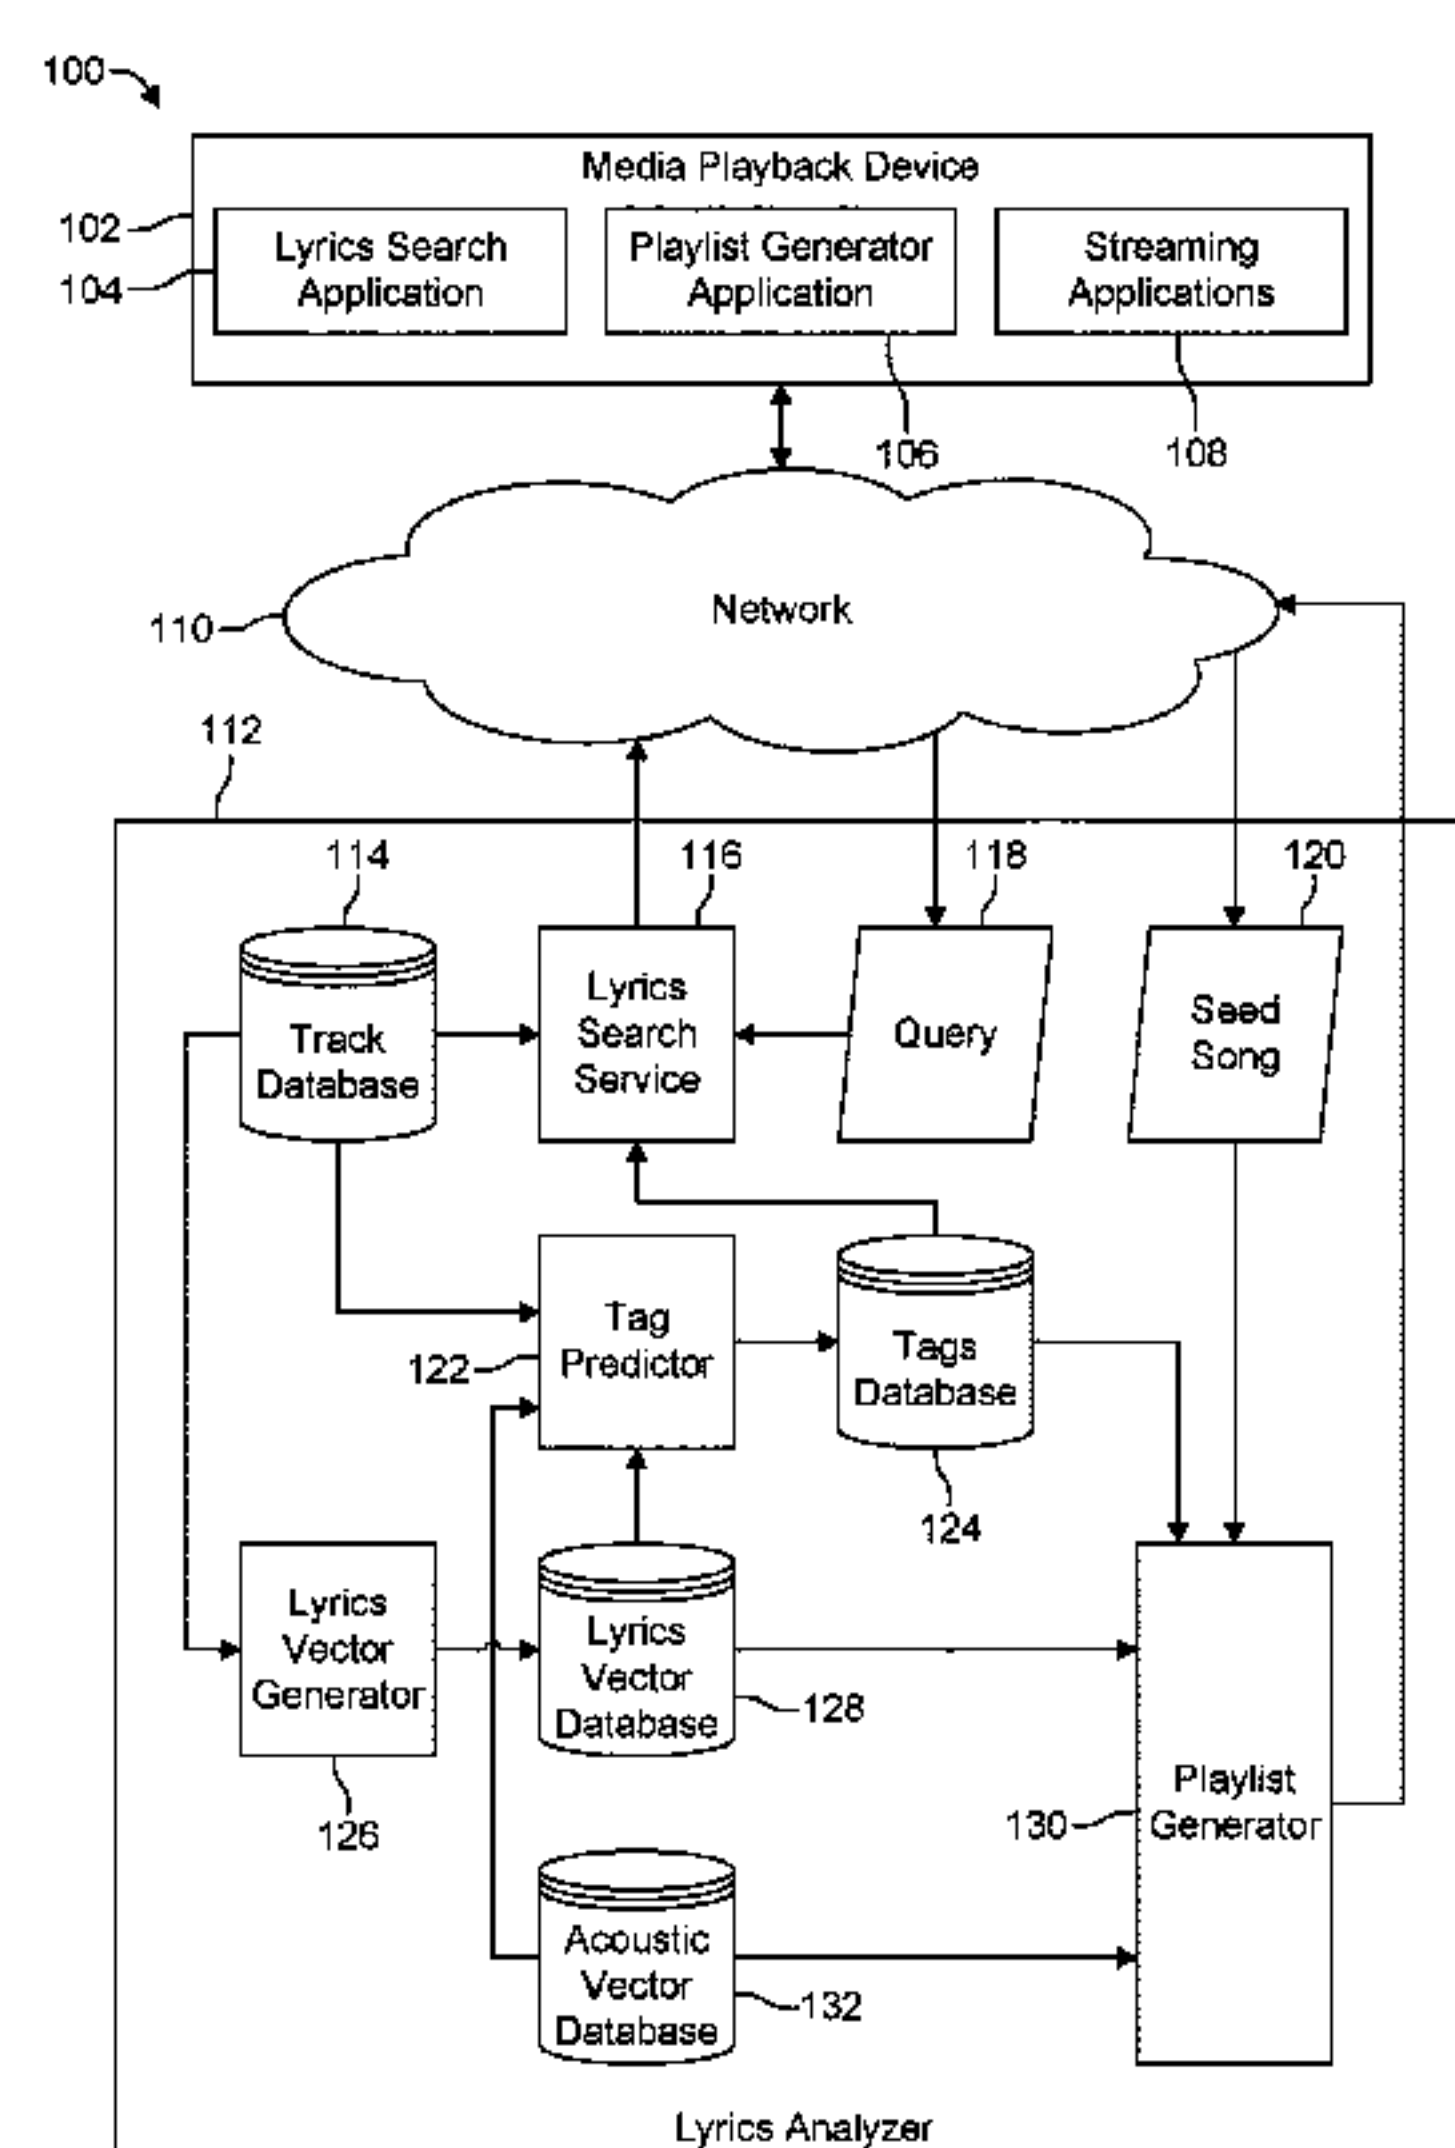 100
Media Playback Device
102
Lyrics Search
Application
Playlist Generator
Application
Streaming
Applications
104
106
108
Network
110
112
114
116
118
120
Track
Database
Lyrics
Search
Service
Query
Seed
Song
Tag
Predictor
122
Tags
Database
124
Lyrics
Vector
Generator
126
Lyrics
Vector
Database
128
Playlist
Generator
130
Acoustic
Vector
Database
132
Lyrics Analyzer